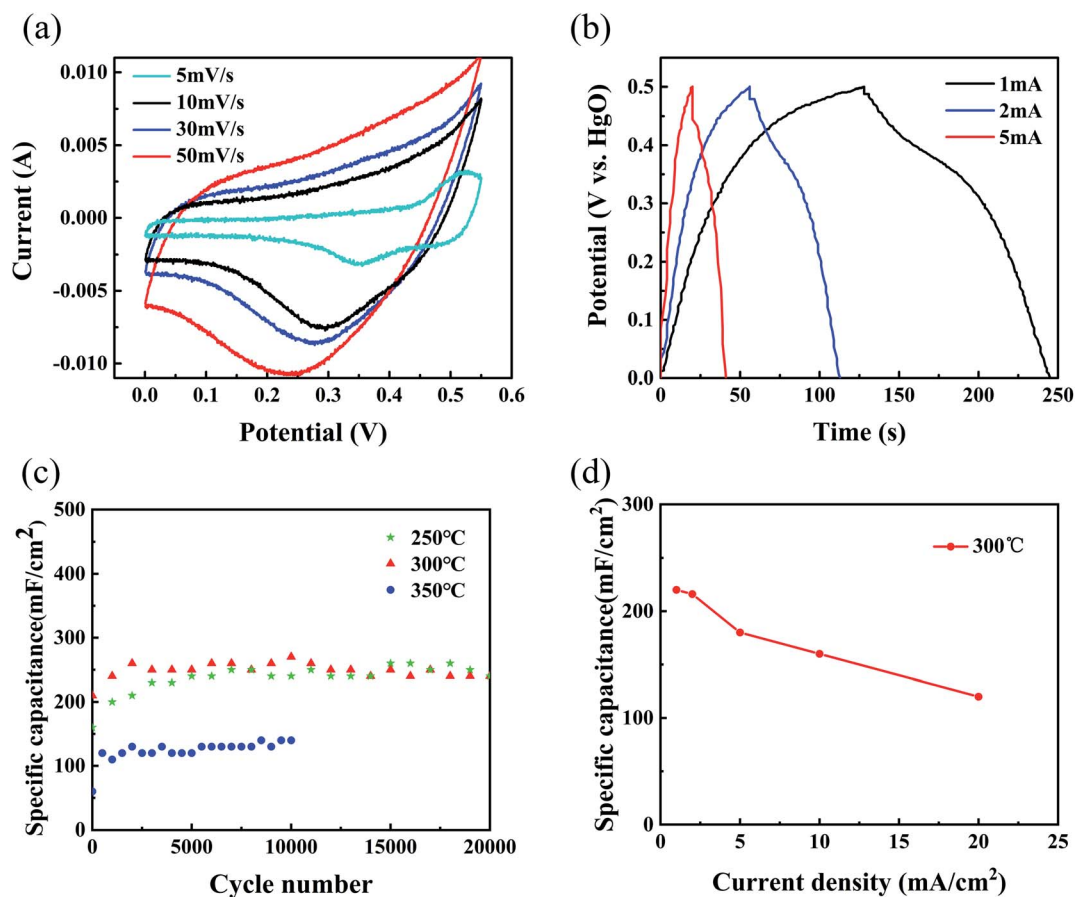 (a)
5mV/s
10mV/s
30mV/s
50mV/s
0.010
0.005
0.000
-0.005
-0.010
0.0 0.1 0.2 0.3 0.4 0.5 0.6
Current (A)
Potential (V)
(b)
1mA
2mA
5mA
0.5
0.4
0.3
0.2
0.1
0.0
0 50 100 150 200 250
Potential (V vs. HgO)
Time (s)
(c)
250°C
300°C
350°C
500
400
300
200
100
0
0 5000 10000 15000 20000
Specific capacitance(mF/cm²)
Cycle number
(d)
300℃
300
200
100
0
0 5 10 15 20 25
Specific capacitance(mF/cm²)
Current density (mA/cm²)